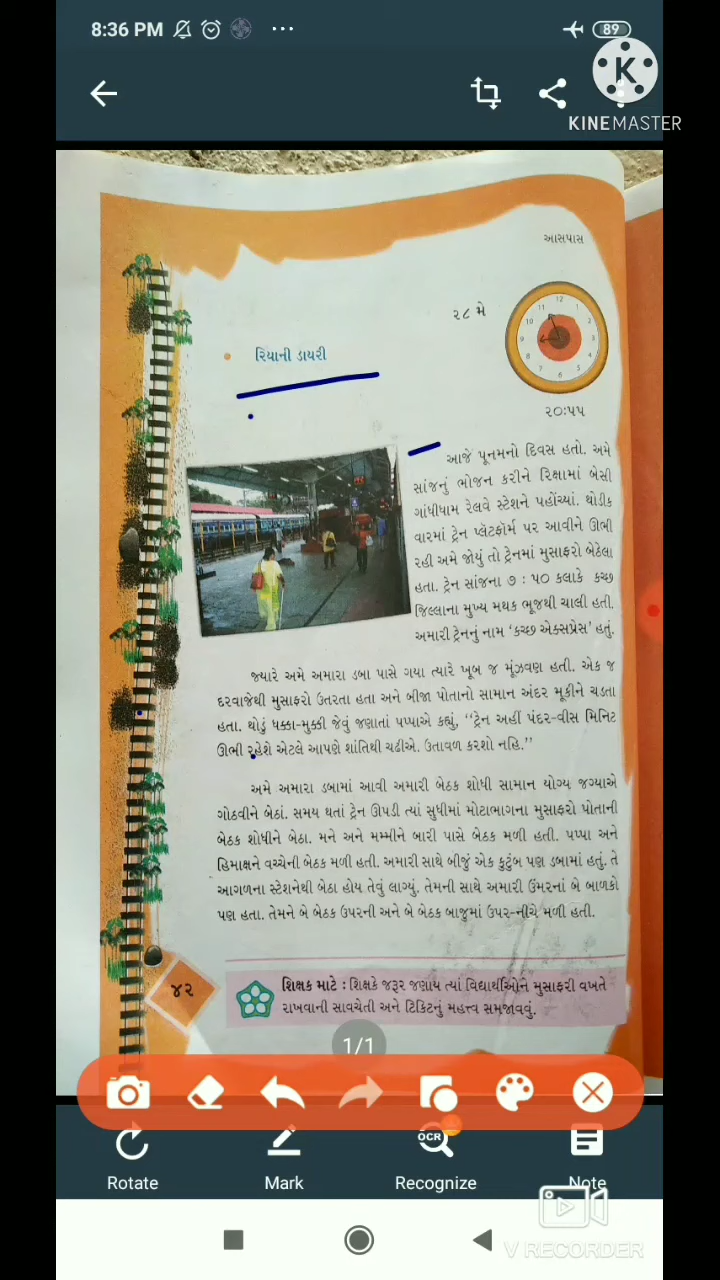 8:36 PM
89
K
KINEMASTER
આસપાસ
૨૮ મે
રિયાની ડાયરી
૨૦:૫૫
આજે પૂનમનો દિવસ હતો. અમે
સાંજનું ભોજન કરીને રિક્ષામાં બેસી
ગાંધીધામ રેલવે સ્ટેશને પહોંચ્યાં. થોડીક
વારમાં ટ્રેન પ્લૅટફૉર્મ પર આવીને ઊભી
રહી અમે જોયું તો ટ્રેનમાં મુસાફરો બેઠેલા
હતા. ટ્રેન સાંજના ૭ : ૫૦ કલાકે કચ્છ
જિલ્લાના મુખ્ય મથક ભૂજથી ચાલી હતી.
અમારી ટ્રેનનું નામ ‘કચ્છ એક્સપ્રેસ’ હતું.
જ્યારે અમે અમારા ડબા પાસે ગયા ત્યારે ખૂબ જ મૂંઝવણ હતી. એક જ
દરવાજેથી મુસાફરો ઉતરતા હતા અને બીજા પોતાનો સામાન અંદર મૂકીને ચડતા
હતા. થોડું ધક્કા-મુક્કી જેવું જણાતાં પપ્પાએ કહ્યું, “ટ્રેન અહીં પંદર-વીસ મિનિટ
ઊભી રહેશે એટલે આપણે શાંતિથી ચઢીએ. ઉતાવળ કરશો નહિ.”
અમે અમારા ડબામાં આવી અમારી બેઠક શોધી સામાન યોગ્ય જગ્યાએ
ગોઠવીને બેઠાં. સમય થતાં ટ્રેન ઊપડી ત્યાં સુધીમાં મોટાભાગના મુસાફરો પોતાની
બેઠક શોધીને બેઠા. મને અને મમ્મીને બારી પાસે બેઠક મળી હતી. પપ્પા અને
હિમાક્ષને વચ્ચેની બેઠક મળી હતી. અમારી સાથે બીજું એક કુટુંબ પણ ડબામાં હતું. તે
આગળના સ્ટેશનેથી બેઠા હોય તેવું લાગ્યું. તેમની સાથે અમારી ઉંમરનાં બે બાળકો
પણ હતા. તેમને બે બેઠક ઉપરની અને બે બેઠક બાજુમાં ઉપર-નીચે મળી હતી.
૪૨
શિક્ષક માટે : શિક્ષકે જરૂર જણાય ત્યાં વિદ્યાર્થીઓને મુસાફરી વખતે
રાખવાની સાવચેતી અને ટિકિટનું મહત્ત્વ સમજાવવું.
1/1
OCR
Rotate
Mark
Recognize
Note
V RECORDER